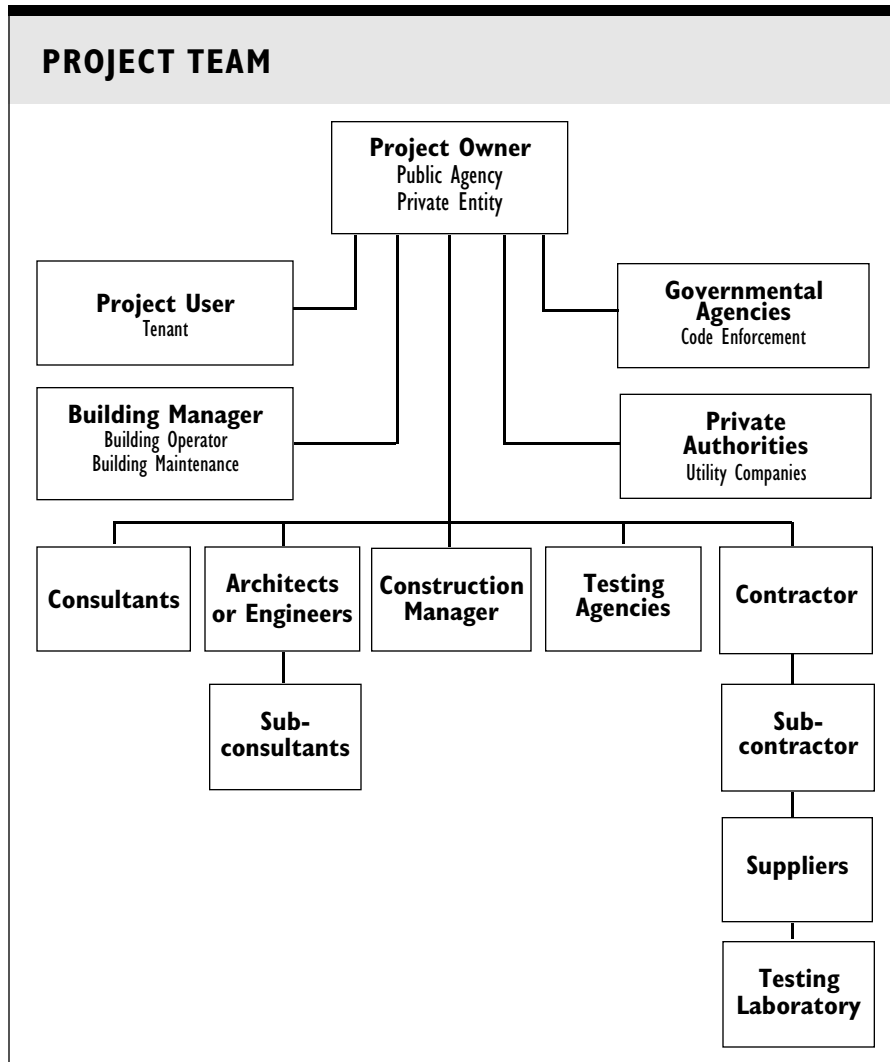 PROJECT TEAM
Project Owner
Public Agency
Private Entity
Project User
Tenant
Governmental
Agencies
Code Enforcement
Building Manager
Building Operator
Building Maintenance
Private
Authorities
Utility Companies
Consultants
Architects
or Engineers
Construction
Manager
Testing
Agencies
Contractor
Sub-
consultants
Sub-
contractor
Suppliers
Testing
Laboratory